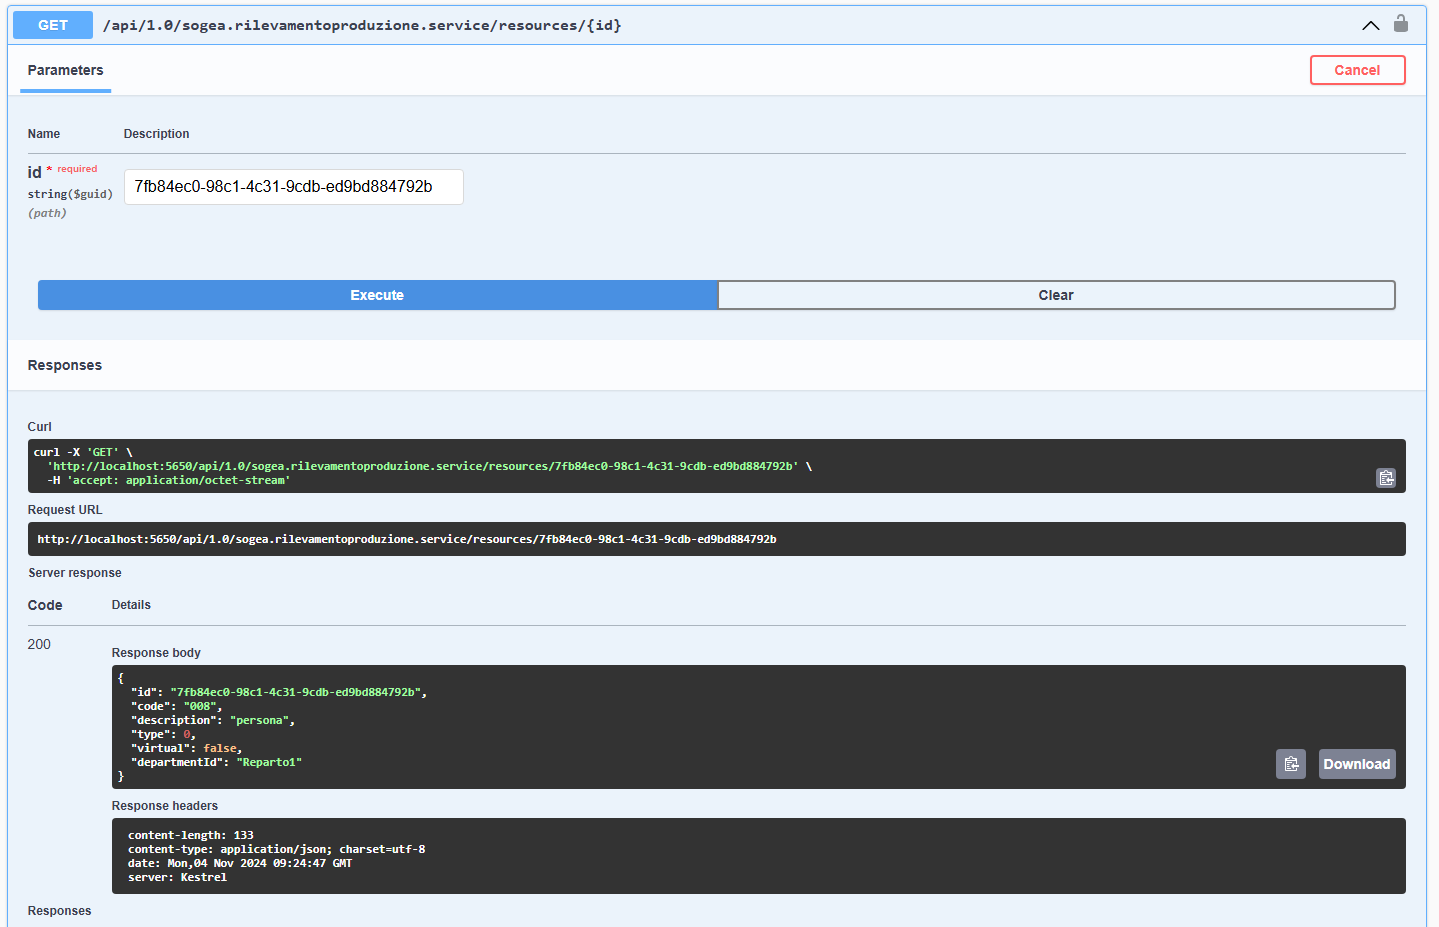 GET /api/1.0/sogea.rilevamentoproduzione.service/resources/{id}
Parameters
Cancel
Name Description
id * required
string($guid)
(path)
7fb84ec0-98c1-4c31-9cdb-ed9bd884792b
Execute
Clear
Responses
Curl
curl -X 'GET' \
'http://localhost:5650/api/1.0/sogea.rilevamentoproduzione.service/resources/7fb84ec0-98c1-4c31-9cdb-ed9bd884792b' \
-H 'accept: application/octet-stream'
Request URL
http://localhost:5650/api/1.0/sogea.rilevamentoproduzione.service/resources/7fb84ec0-98c1-4c31-9cdb-ed9bd884792b
Server response
Code Details
200
Response body
{
"id": "7fb84ec0-98c1-4c31-9cdb-ed9bd884792b",
"code": "008",
"description": "persona",
"type": 0,
"virtual": false,
"departmentId": "Reparto1"
}
Download
Response headers
content-length: 133
content-type: application/json; charset=utf-8
date: Mon,04 Nov 2024 09:24:47 GMT
server: Kestrel
Responses